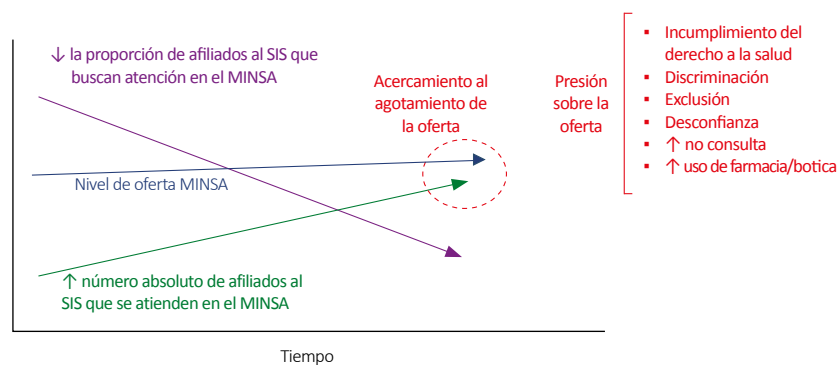 ↓ la proporción de afiliados al SIS que
buscan atención en el MINSA
Acercamiento al
agotamiento de
la oferta
Presión
sobre la
oferta
▪ Incumplimiento del
derecho a la salud
▪ Discriminación
▪ Exclusión
▪ Desconfianza
▪ ↑ no consulta
▪ ↑ uso de farmacia/botica
Nivel de oferta MINSA
↑ número absoluto de afiliados al
SIS que se atienden en el MINSA
Tiempo